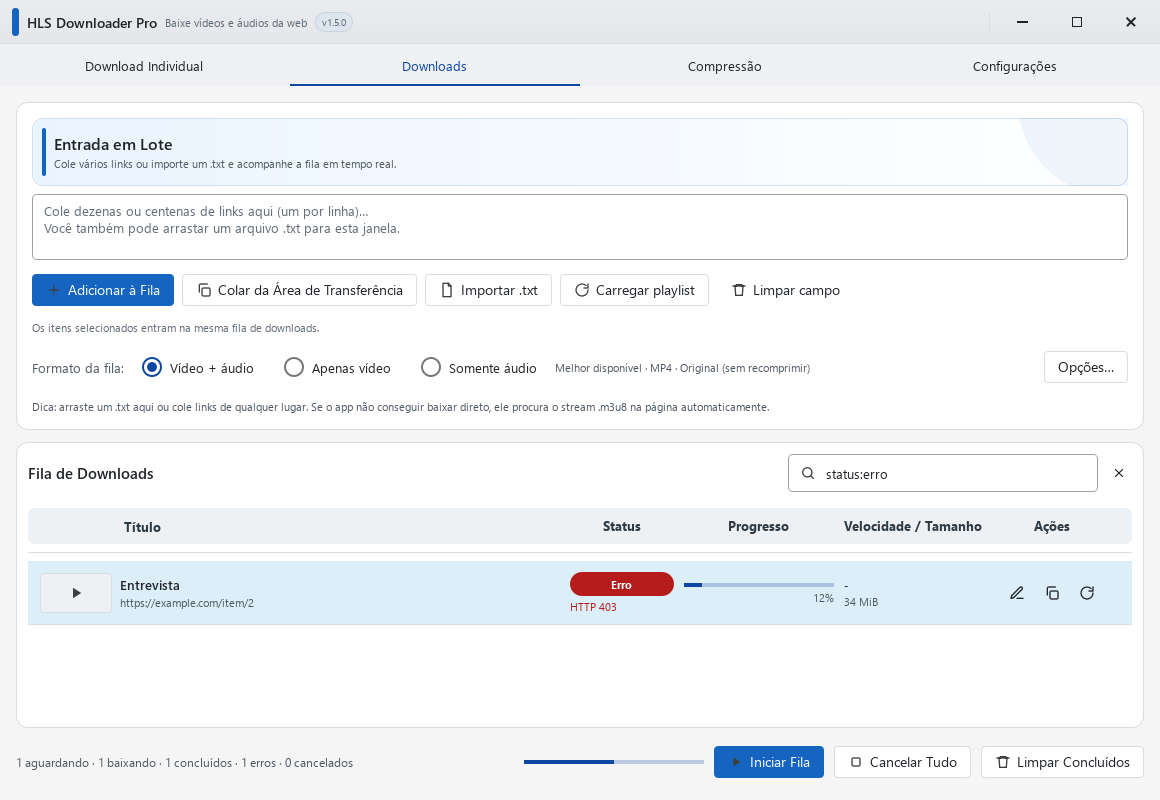 HLS Downloader Pro Baixe vídeos e áudios da web v1.5.0
Download Individual Downloads Compressão Configurações
Entrada em Lote
Cole vários links ou importe um .txt e acompanhe a fila em tempo real.
Cole dezenas ou centenas de links aqui (um por linha)...
Você também pode arrastar um arquivo .txt para esta janela.
Adicionar à Fila Colar da Área de Transferência Importar .txt Carregar playlist Limpar campo
Os itens selecionados entram na mesma fila de downloads.
Formato da fila: Vídeo + áudio Apenas vídeo Somente áudio Melhor disponível · MP4 · Original (sem recomprimir) Opções...
Dica: arraste um .txt aqui ou cole links de qualquer lugar. Se o app não conseguir baixar direto, ele procura o stream .m3u8 na página automaticamente.
Fila de Downloads status:erro
Título Status Progresso Velocidade / Tamanho Ações
Entrevista Erro -
https://example.com/item/2 HTTP 403 12% 34 MiB
1 aguardando · 1 baixando · 1 concluídos · 1 erros · 0 cancelados Iniciar Fila Cancelar Tudo Limpar Concluídos